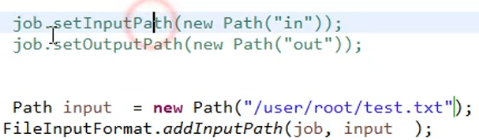 job.setInputPath(new Path("in"));
job.setOutputPath(new Path("out"));
Path input  = new Path("/user/root/test.txt");
FileInputFormat.addInputPath(job, input  );